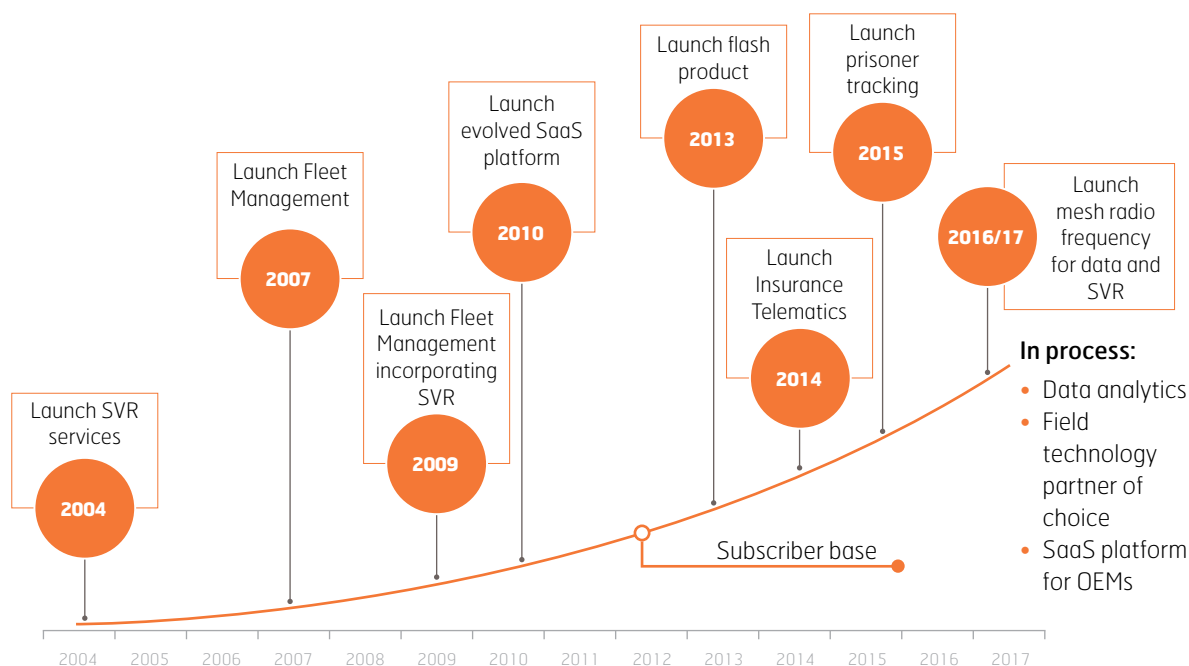 Launch SVR
services
2004
Launch Fleet
Management
2007
Launch Fleet
Management
incorporating
SVR
2009
Launch
evolved SaaS
platform
2010
Launch flash
product
2013
Launch
Insurance
Telematics
2014
Launch
prisoner
tracking
2015
2016/17
Launch
mesh radio
frequency
for data and
SVR
In process:
• Data analytics
• Field
technology
partner of
choice
• SaaS platform
for OEMs
Subscriber base
2004 2005 2006 2007 2008 2009 2010 2011 2012 2013 2014 2015 2016 2017